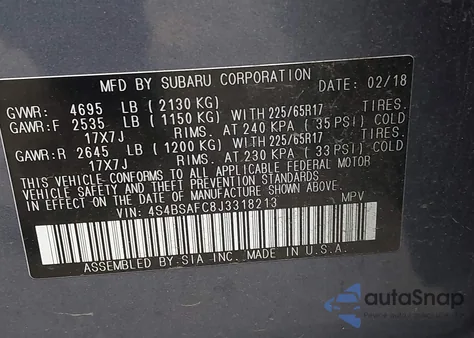 MFD BY SUBARU CORPORATION DATE: 02/18
GVWR: 4695 LB ( 2130 KG)
GAWR:F 2535 LB ( 1150 KG) WITH 225/65R17 TIRES.
17X7J RIMS. AT 240 KPA ( 35 PSI) COLD
GAWR:R 2645 LB ( 1200 KG) WITH 225/65R17 TIRES.
17X7J RIMS. AT 230 KPA ( 33 PSI) COLD
THIS VEHICLE CONFORMS TO ALL APPLICABLE FEDERAL MOTOR
VEHICLE SAFETY AND THEFT PREVENTION STANDARDS
IN EFFECT ON THE DATE OF MANUFACTURE SHOWN ABOVE.
VIN: 4S4BSAFC8J3318213 MPV
ASSEMBLED BY-SIA INC. MADE IN U.S.A.
autoSnap
Powered by AutoBidMaster